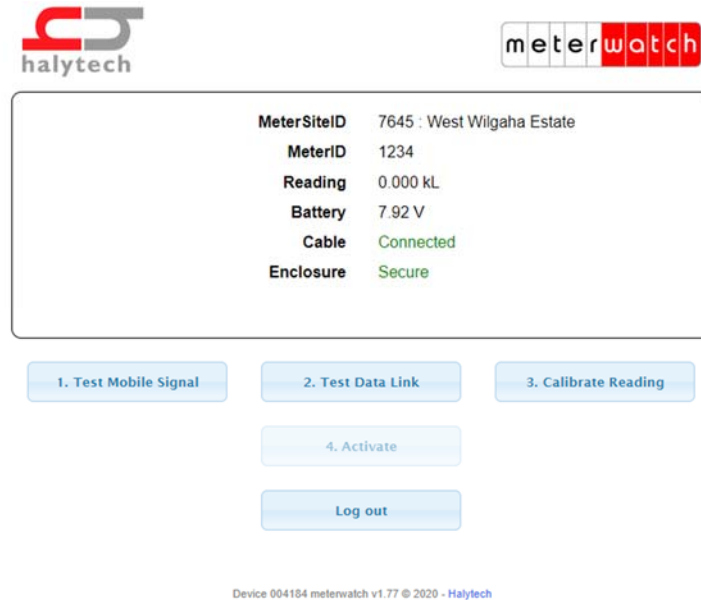 halytech
meterwatch
MeterSiteID 7645 : West Wilgaha Estate
MeterID 1234
Reading 0.000 kL
Battery 7.92 V
Cable Connected
Enclosure Secure
1. Test Mobile Signal 2. Test Data Link 3. Calibrate Reading
4. Activate
Log out
Device 004184 meterwatch v1.77 © 2020 - Halytech